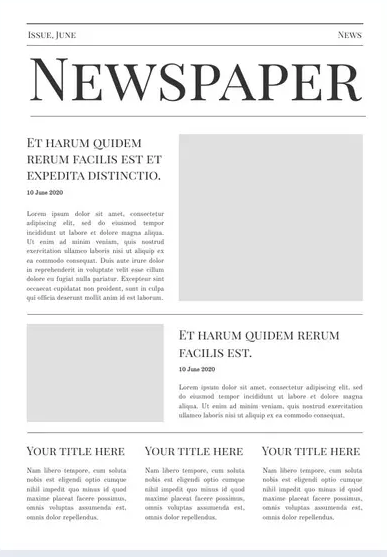 Issue, June
News
Newspaper
Et harum quidem
rerum facilis est et
expedita distinctio.
10 June 2020
Lorem ipsum dolor sit amet, consectetur
adipiscing elit, sed do eiusmod tempor
incididunt ut labore et dolore magna aliqua.
Ut enim ad minim veniam, quis nostrud
exercitation ullamco laboris nisi ut aliquip ex
ea commodo consequat. Duis aute irure dolor
in reprehenderit in voluptate velit esse cillum
dolore eu fugiat nulla pariatur. Excepteur sint
occaecat cupidatat non proident, sunt in culpa
qui officia deserunt mollit anim id est laborum.
Et harum quidem rerum
facilis est.
10 June 2020
Lorem ipsum dolor sit amet, consectetur adipiscing elit, sed
do eiusmod tempor incididunt ut labore et dolore magna
aliqua. Ut enim ad minim veniam, quis nostrud exercitation
ullamco laboris nisi ut aliquip ex ea commodo consequat.
Your title here
Nam libero tempore, cum soluta
nobis est eligendi optio cumque
nihil impedit quo minus id quod
maxime placeat facere possimus,
omnis voluptas assumenda est,
omnis dolor repellendus.
Your title here
Nam libero tempore, cum soluta
nobis est eligendi optio cumque
nihil impedit quo minus id quod
maxime placeat facere possimus,
omnis voluptas assumenda est,
omnis dolor repellendus.
Your title here
Nam libero tempore, cum soluta
nobis est eligendi optio cumque
nihil impedit quo minus id quod
maxime placeat facere possimus,
omnis voluptas assumenda est,
omnis dolor repellendus.